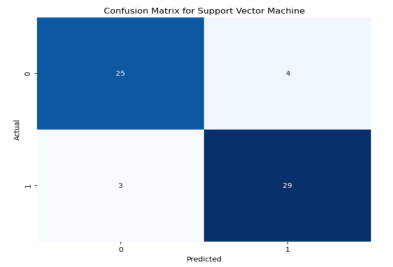 Confusion Matrix for Support Vector Machine
0
25
4
Actual
1
3
29
0
1
Predicted